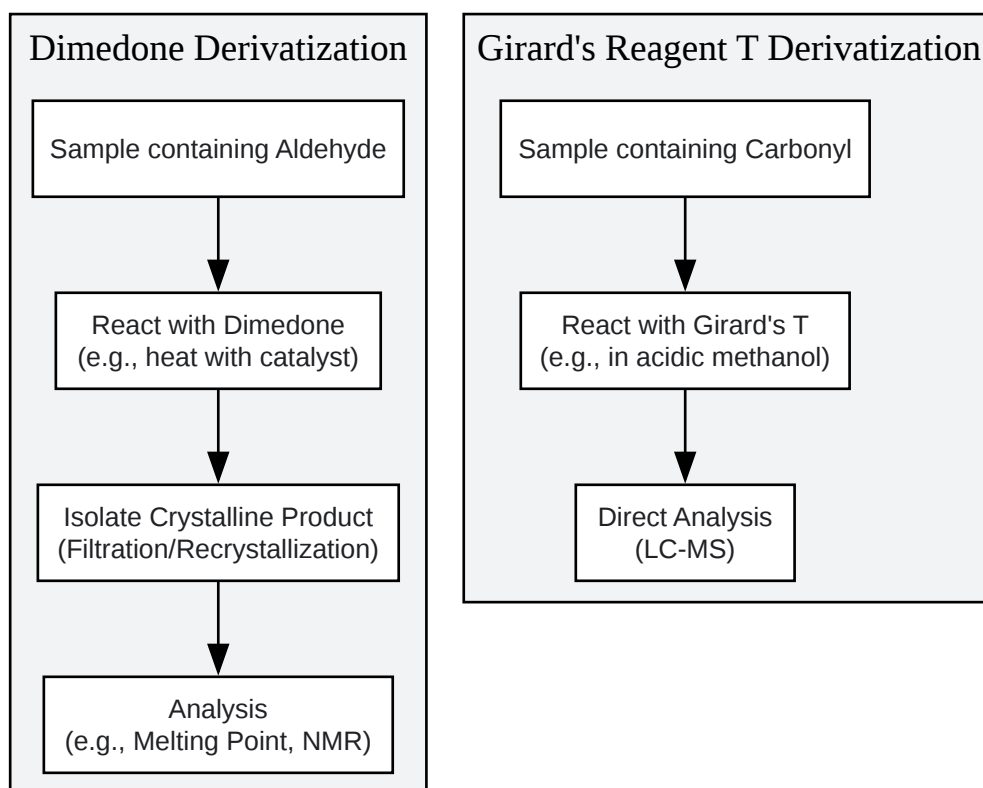 Dimedone Derivatization
Sample containing Aldehyde
React with Dimedone
(e.g., heat with catalyst)
Isolate Crystalline Product
(Filtration/Recrystallization)
Analysis
(e.g., Melting Point, NMR)
Girard's Reagent T Derivatization
Sample containing Carbonyl
React with Girard's T
(e.g., in acidic methanol)
Direct Analysis
(LC-MS)